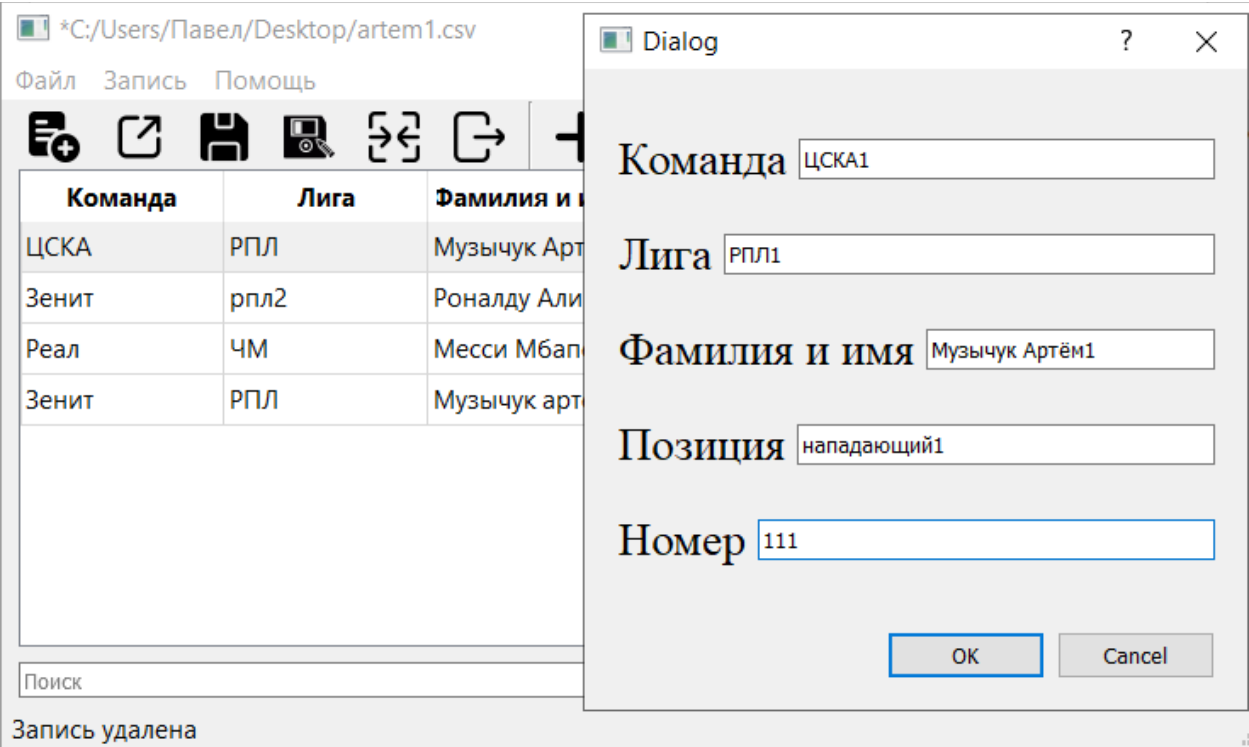 *C:/Users/Павел/Desktop/artem1.csv
Файл Запись Помощь
Команда Лига Фамилия и
ЦСКА РПЛ Музычук Арт
Зенит рпл2 Роналду Али
Реал ЧМ Месси Мбап
Зенит РПЛ Музычук арт
Поиск
Запись удалена
Dialog
Команда ЦСКА1
Лига РПЛ1
Фамилия и имя Музычук Артём1
Позиция нападающий1
Номер 111
OK Cancel